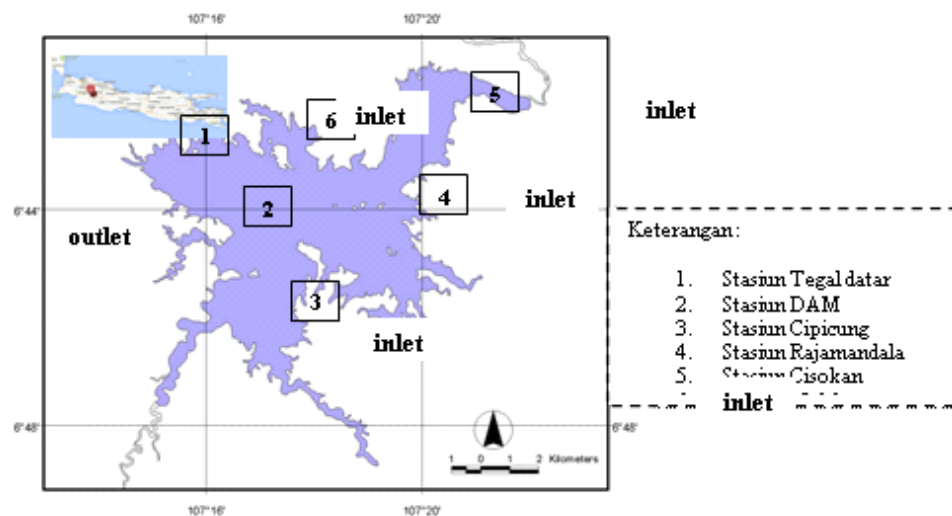 107°16' 107°20'
inlet
inlet
6
5
1
inlet
4
2
6°44'
outlet
Keterangan:
1. Stasiun Tegal datar
2. Stasiun DAM
3. Stasiun Cipicung
4. Stasiun Rajamandala
5. Stasiun Cisokan
3
inlet
inlet
6°48' 6°48'
1 0 1 2 Kilometers
107°16' 107°20'